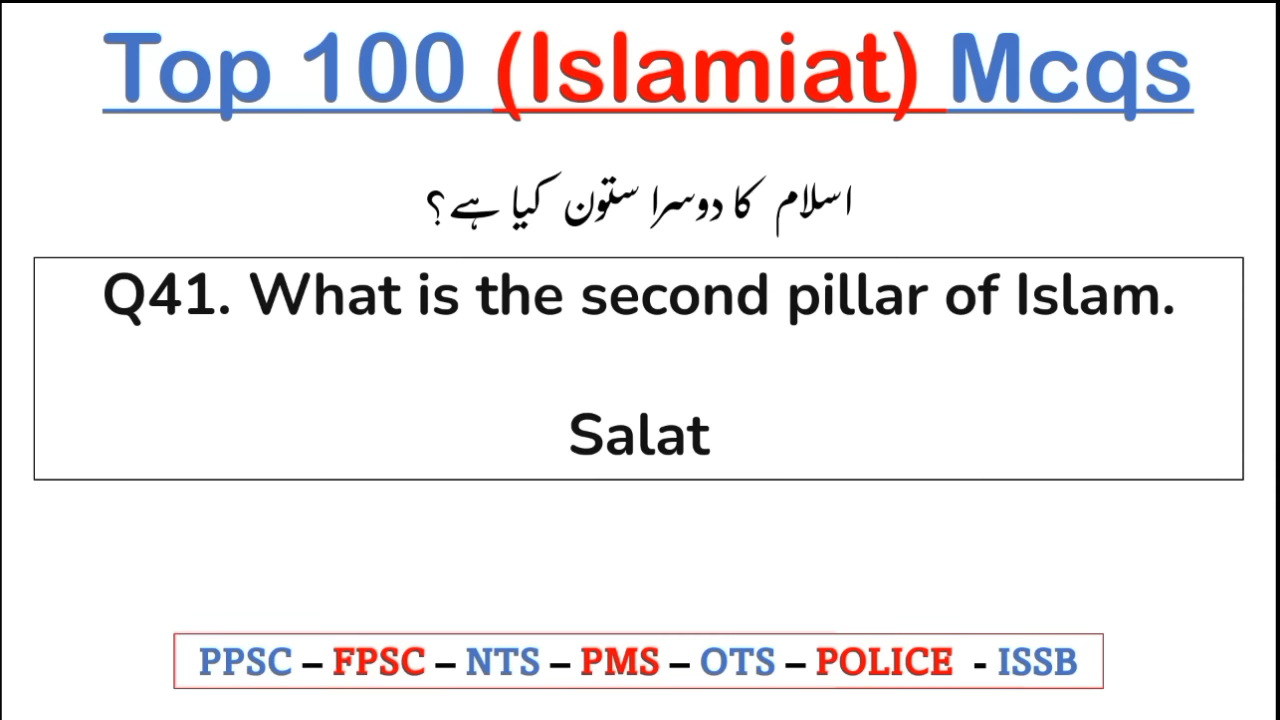 Top 100 (Islamiat) Mcqs
اسلام کا دوسرا ستون کیا ہے؟
Q41. What is the second pillar of Islam.
Salat
PPSC – FPSC – NTS – PMS – OTS – POLICE - ISSB